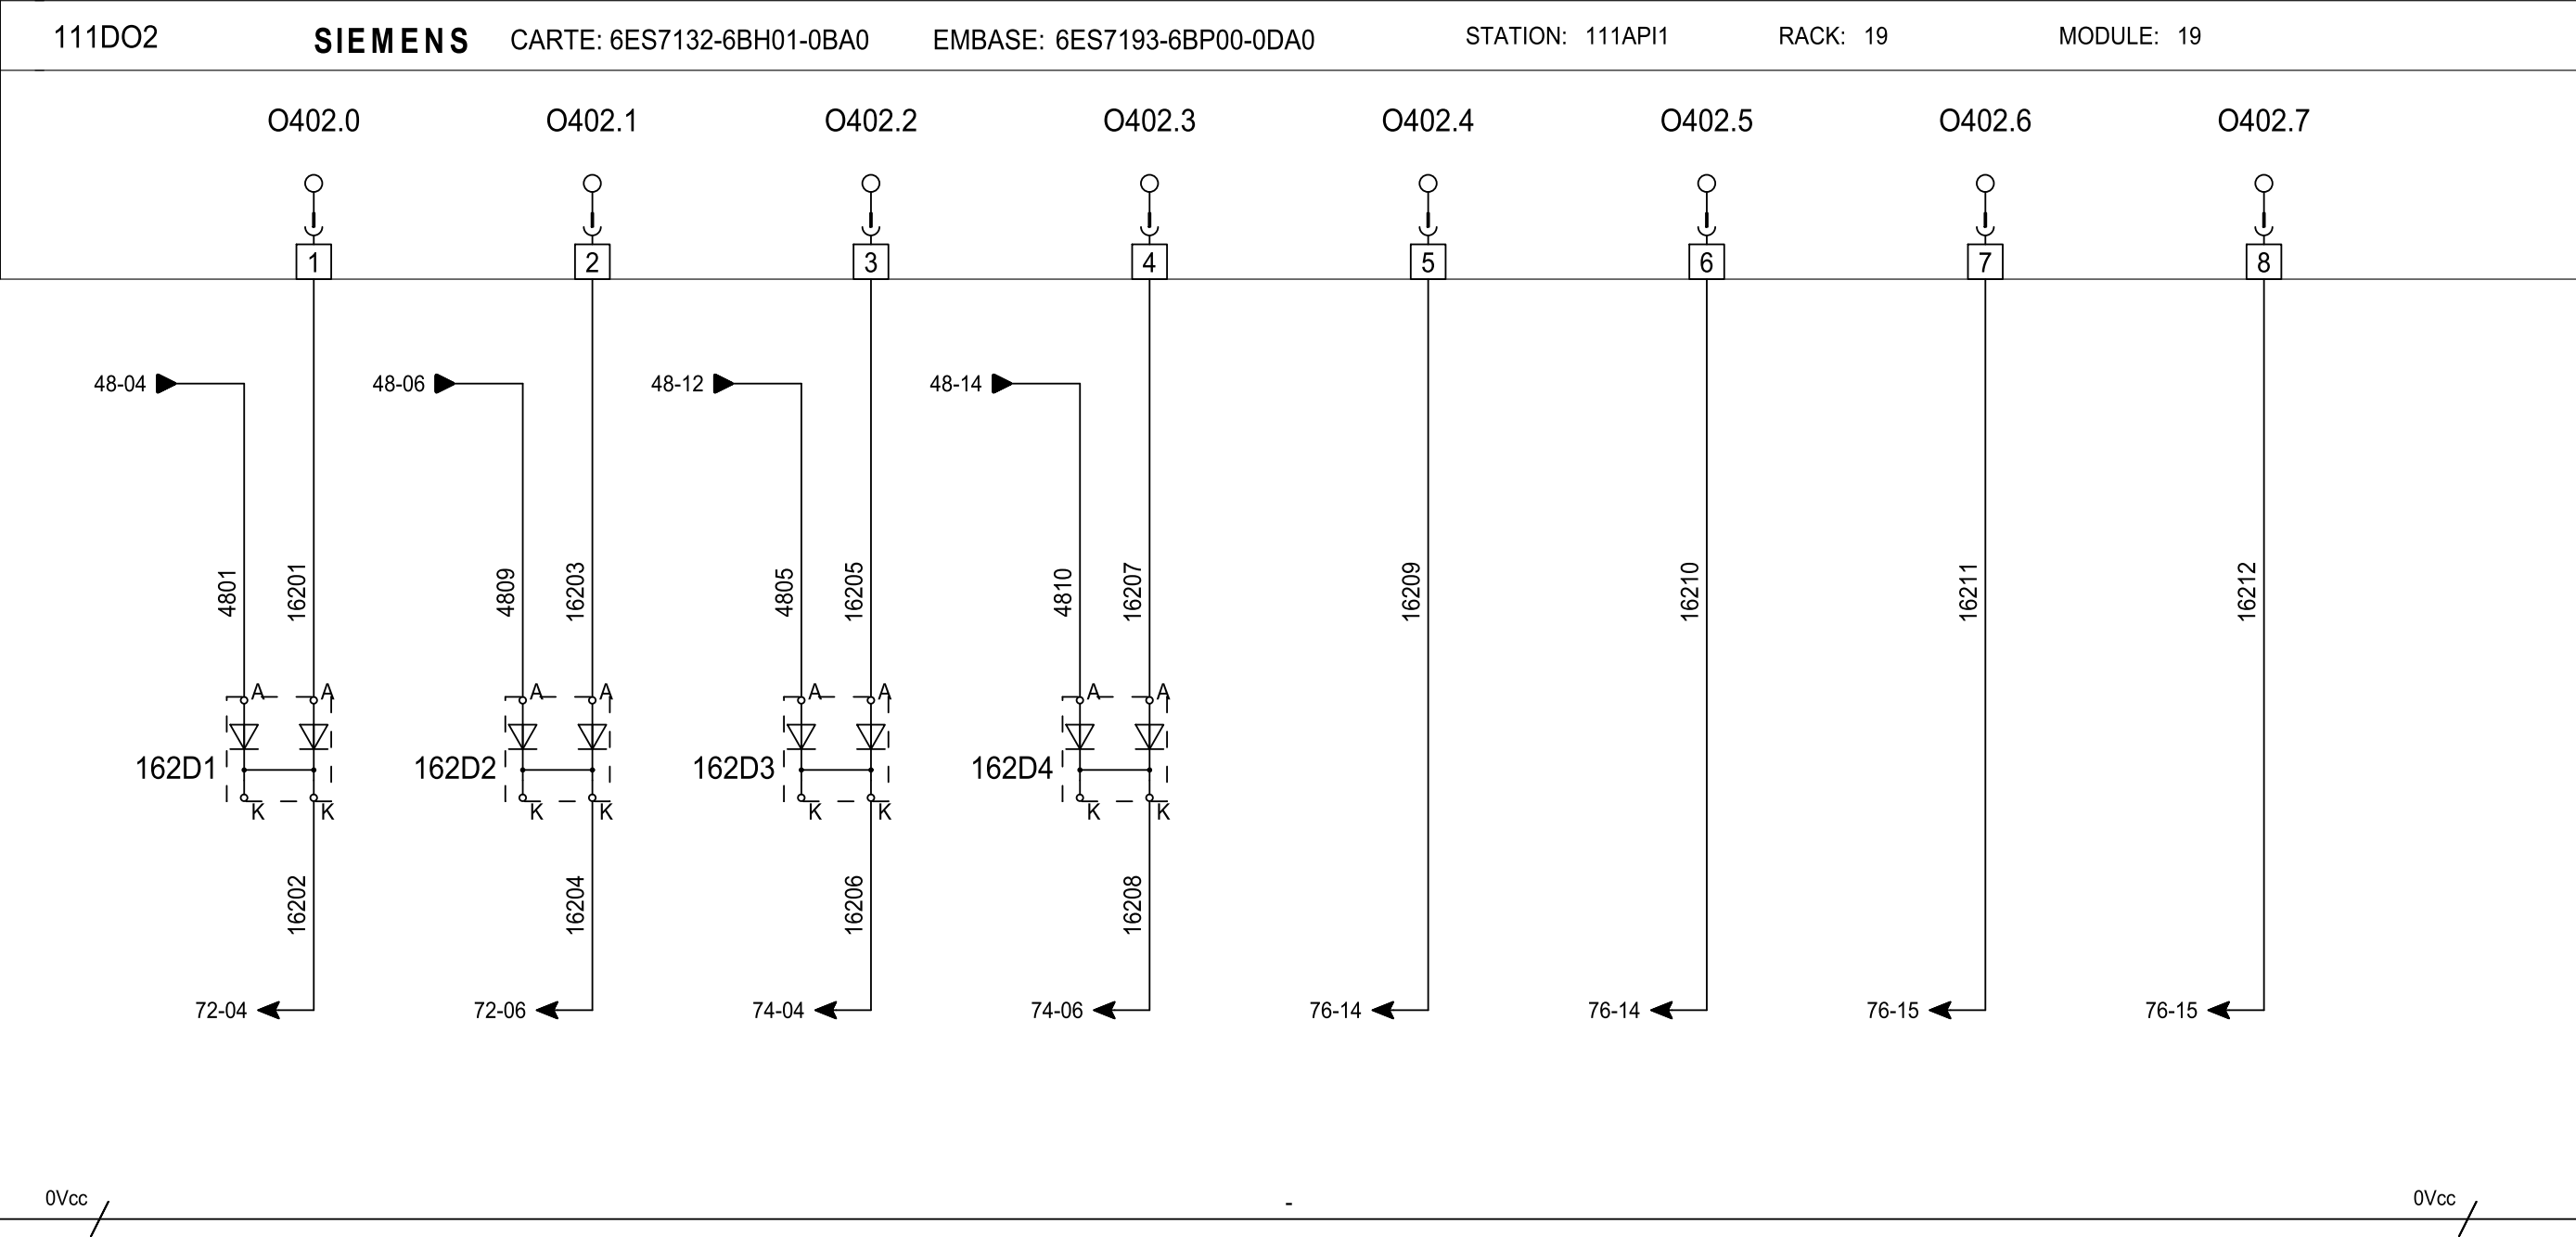 111DO2 SIEMENS CARTE: 6ES7132-6BH01-0BA0 EMBASE: 6ES7193-6BP00-0DA0 STATION: 111API1 RACK: 19 MODULE: 19
O402.0 O402.1 O402.2 O402.3 O402.4 O402.5 O402.6 O402.7
1 2 3 4 5 6 7 8
48-04 48-06 48-12 48-14
4801 16201 4809 16203 4805 16205 4810 16207 16209 16210 16211 16212
A A A A A A A A
162D1 162D2 162D3 162D4
K K K K K K K K
16202 16204 16206 16208
72-04 72-06 74-04 74-06 76-14 76-14 76-15 76-15
0Vcc - 0Vcc